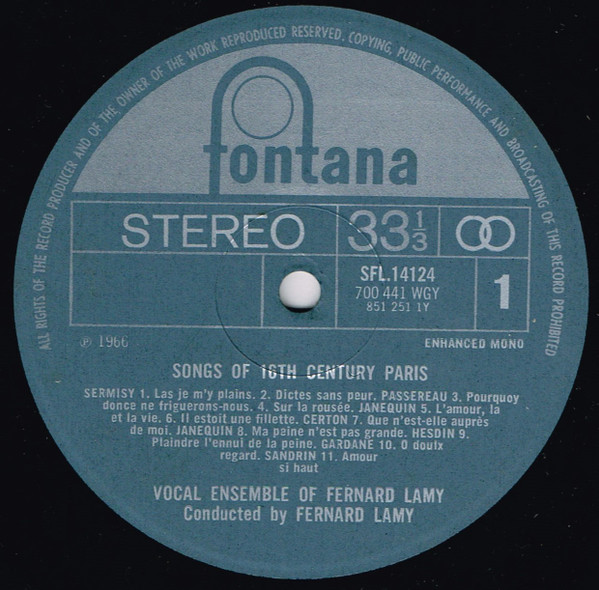 ALL RIGHTS OF THE RECORD PRODUCER AND OF THE OWNER OF THE WORK REPRODUCED RESERVED. COPYING, PUBLIC PERFORMANCE AND BROADCASTING OF THIS RECORD PROHIBITED
fontana
STEREO 33⅓
SFL.14124
700 441 WGY
851 251 1Y
1
℗ 1966
ENHANCED MONO
SONGS OF 16TH CENTURY PARIS
SERMISY 1. Las je m'y plains. 2. Dictes sans peur. PASSEREAU 3. Pourquoy
donce ne friguerons-nous. 4. Sur la rousée. JANEQUIN 5. L'amour, la
et la vie. 6. Il estoit une fillette. CERTON 7. Que n'est-elle auprès
de moi. JANEQUIN 8. Ma peine n'est pas grande. HESDIN 9.
Plaindre l'ennui de la peine. GARDANE 10. O doulx
regard. SANDRIN 11. Amour
si haut
VOCAL ENSEMBLE OF FERNARD LAMY
Conducted by FERNARD LAMY